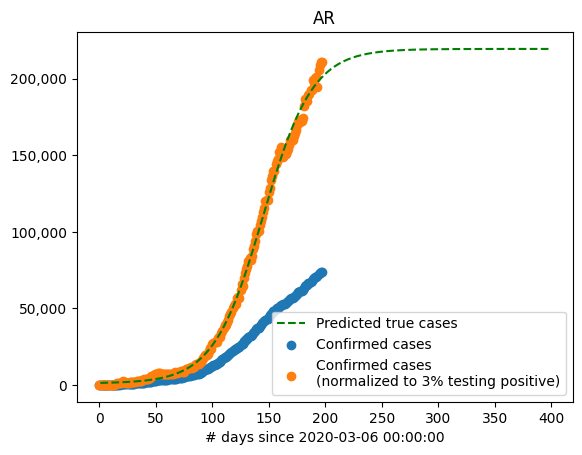 AR
200,000
150,000
100,000
50,000
0
Predicted true cases
Confirmed cases
Confirmed cases
(normalized to 3% testing positive)
0 50 100 150 200 250 300 350 400
# days since 2020-03-06 00:00:00